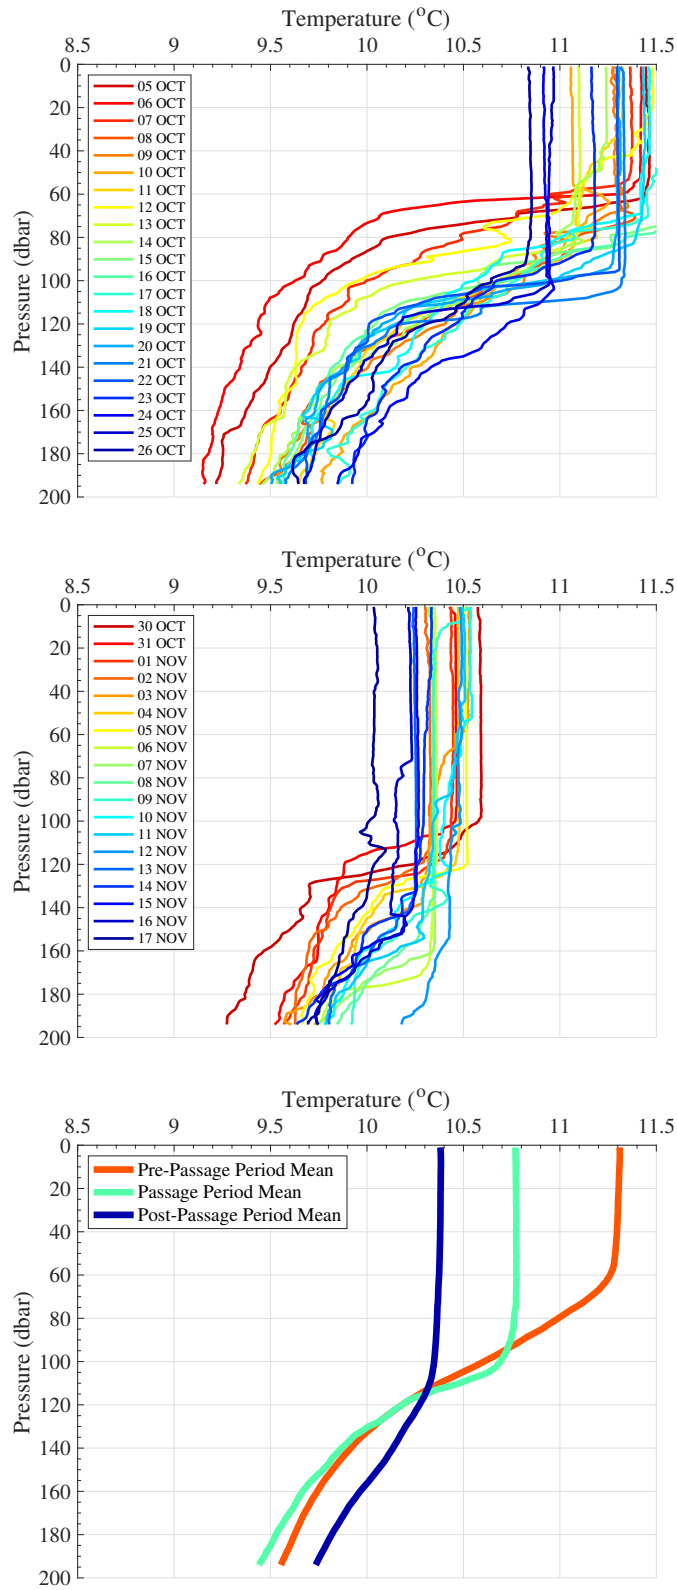 Temperature (°C)
8.5 9 9.5 10 10.5 11 11.5
0
20
40
60
80
100
120
140
160
180
200
Pressure (dbar)
05 OCT
06 OCT
07 OCT
08 OCT
09 OCT
10 OCT
11 OCT
12 OCT
13 OCT
14 OCT
15 OCT
16 OCT
17 OCT
18 OCT
19 OCT
20 OCT
21 OCT
22 OCT
23 OCT
24 OCT
25 OCT
26 OCT
Temperature (°C)
8.5 9 9.5 10 10.5 11 11.5
0
20
40
60
80
100
120
140
160
180
200
Pressure (dbar)
30 OCT
31 OCT
01 NOV
02 NOV
03 NOV
04 NOV
05 NOV
06 NOV
07 NOV
08 NOV
09 NOV
10 NOV
11 NOV
12 NOV
13 NOV
14 NOV
15 NOV
16 NOV
17 NOV
Temperature (°C)
8.5 9 9.5 10 10.5 11 11.5
0
20
40
60
80
100
120
140
160
180
200
Pressure (dbar)
Pre-Passage Period Mean
Passage Period Mean
Post-Passage Period Mean